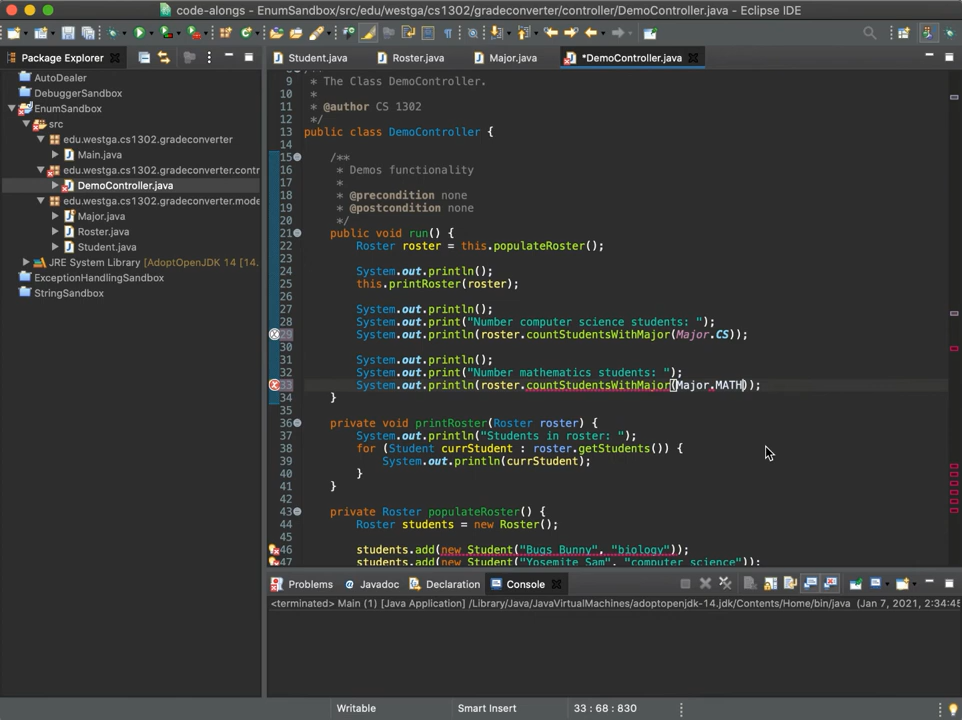 code-alongs - EnumSandbox/src/edu/westga/cs1302/gradeconverter/controller/DemoController.java - Eclipse IDE
Package Explorer
Student.java
Roster.java
Major.java
*DemoController.java
AutoDealer
DebuggerSandbox
EnumSandbox
src
edu.westga.cs1302.gradeconverter
Main.java
edu.westga.cs1302.gradeconverter.contr
DemoController.java
edu.westga.cs1302.gradeconverter.mode
Major.java
Roster.java
Student.java
JRE System Library [AdoptOpenJDK 14 [14.
ExceptionHandlingSandbox
StringSandbox
9 * The Class DemoController.
10 *
11 * @author CS 1302
12 */
13 public class DemoController {
14
15 /**
16 * Demos functionality
17 *
18 * @precondition none
19 * @postcondition none
20 */
21 public void run() {
22 Roster roster = this.populateRoster();
23
24 System.out.println();
25 this.printRoster(roster);
26
27 System.out.println();
28 System.out.print("Number computer science students: ");
29 System.out.println(roster.countStudentsWithMajor(Major.CS));
30
31 System.out.println();
32 System.out.print("Number mathematics students: ");
33 System.out.println(roster.countStudentsWithMajor(Major.MATH));
34 }
35
36 private void printRoster(Roster roster) {
37 System.out.println("Students in roster: ");
38 for (Student currStudent : roster.getStudents()) {
39 System.out.println(currStudent);
40 }
41 }
42
43 private Roster populateRoster() {
44 Roster students = new Roster();
45
46 students.add(new Student("Bugs Bunny", "biology"));
47 students.add(new Student("Yosemite Sam", "computer science"));
Problems
Javadoc
Declaration
Console
<terminated> Main (1) [Java Application] /Library/Java/JavaVirtualMachines/adoptopenjdk-14.jdk/Contents/Home/bin/java (Jan 7, 2021, 2:34:45
Writable
Smart Insert
33 : 68 : 830